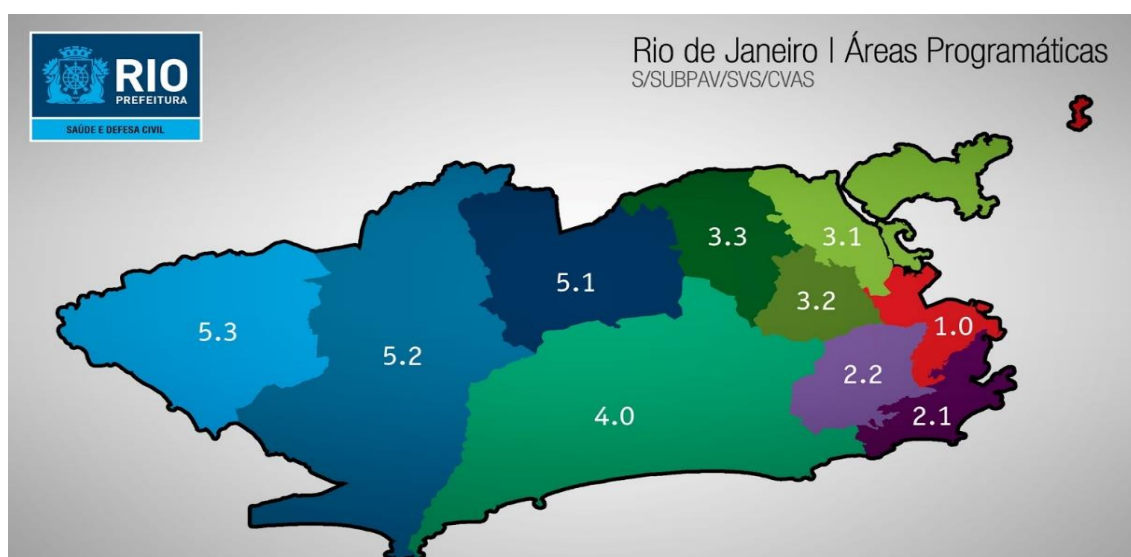 RIO
PREFEITURA
SAÚDE E DEFESA CIVIL
Rio de Janeiro | Áreas Programáticas
S/SUBPAV/SVS/CVAS
3.3
3.1
5.1
3.2
5.3
1.0
5.2
2.2
4.0
2.1